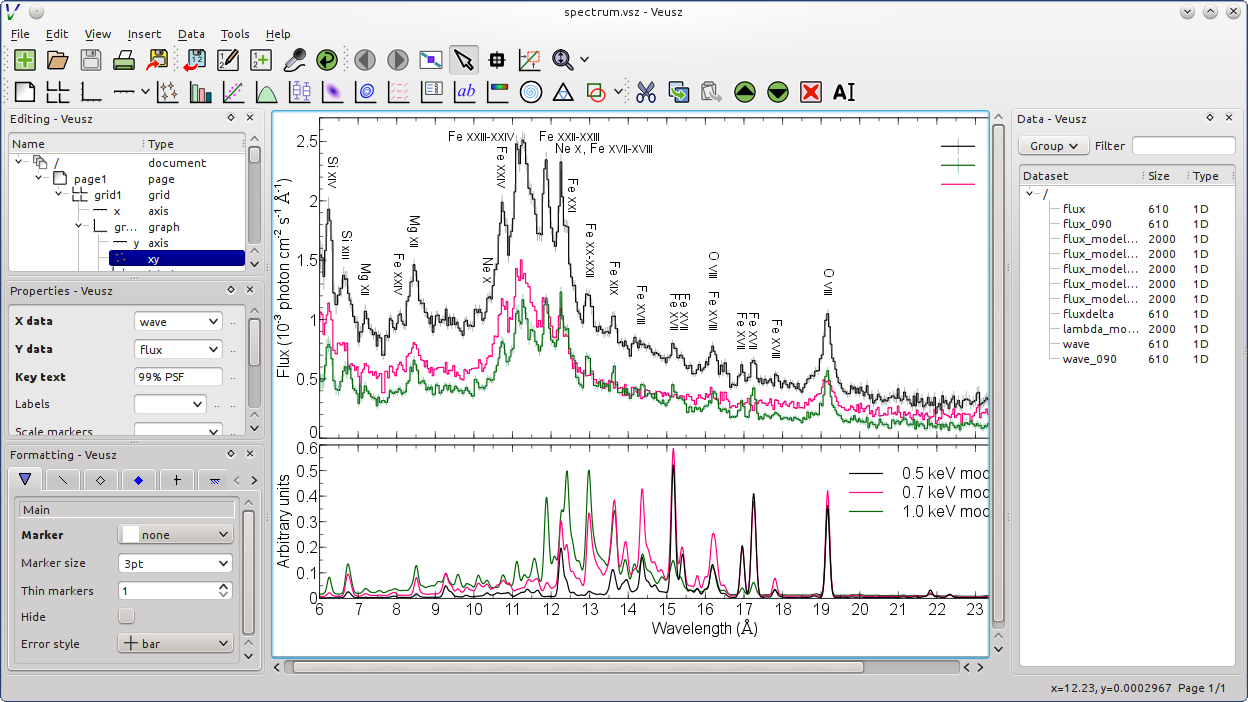 spectrum.vsz - Veusz
File Edit View Insert Data Tools Help
Editing - Veusz
Name Type
/ document
page1 page
grid1 grid
x axis
gr... graph
y axis
xy
Properties - Veusz
X data wave
Y data flux
Key text 99% PSF
Labels
Scale markers
Formatting - Veusz
Main
Marker none
Marker size 3pt
Thin markers 1
Hide
Error style bar
Flux (10⁻³ photon cm⁻² s⁻¹ Å⁻¹)
2.5
2
1.5
1
0.5
0
Si XIV
Si XIII
Mg XII
Fe XXIV
Mg XII
Ne X
Fe XXIII-XXIV
Fe XXIV
Fe XXII-XXIII
Ne X, Fe XVII-XVIII
Fe XXI
Fe XX-XXII
Fe XIX
Fe XVIII
Fe XVII
Fe XVII
O VIII
Fe XVIII
Fe XVII
Fe XVII
Fe XVIII
O VIII
Arbitrary units
0.6
0.5
0.4
0.3
0.2
0.1
0
0.5 keV mod
0.7 keV mod
1.0 keV mod
6 7 8 9 10 11 12 13 14 15 16 17 18 19 20 21 22 23
Wavelength (Å)
Data - Veusz
Group Filter
Dataset Size Type
/
flux 610 1D
flux_090 610 1D
flux_model... 2000 1D
flux_model... 2000 1D
flux_model... 2000 1D
flux_model... 2000 1D
flux_model... 2000 1D
fluxdelta 610 1D
lambda_mo... 2000 1D
wave 610 1D
wave_090 610 1D
x=12.23, y=0.0002967 Page 1/1